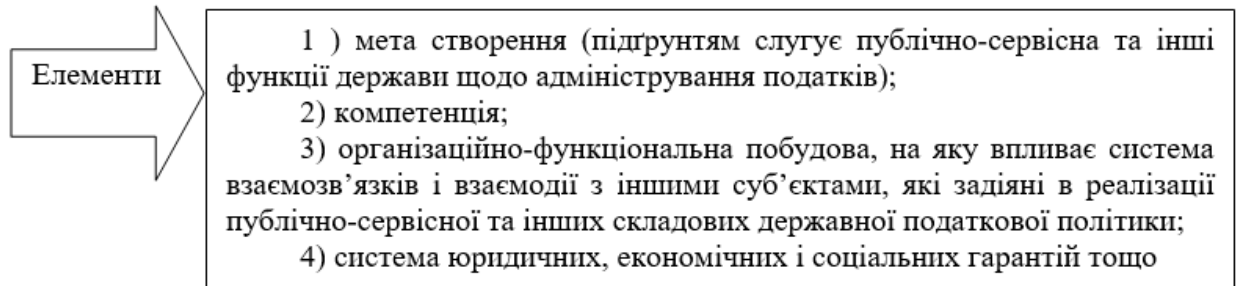 Елементи
1 ) мета створення (підґрунтям слугує публічно-сервісна та інші
функції держави щодо адміністрування податків);
2) компетенція;
3) організаційно-функціональна побудова, на яку впливає система
взаємозв’язків і взаємодії з іншими суб’єктами, які задіяні в реалізації
публічно-сервісної та інших складових державної податкової політики;
4) система юридичних, економічних і соціальних гарантій тощо